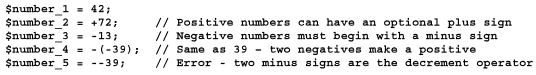 $number_1 = 42;
$number_2 = +72;      // Positive numbers can have an optional plus sign
$number_3 = -13;      // Negative numbers must begin with a minus sign
$number_4 = -(-39);   // Same as 39 - two negatives make a positive
$number_5 = --39;     // Error - two minus signs are the decrement operator